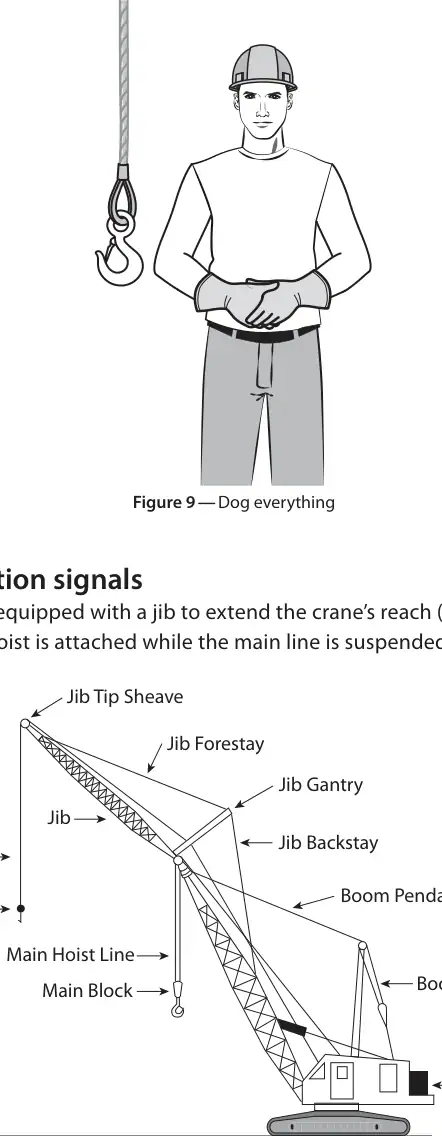 Figure 9 — Dog everything
tion signals
equipped with a jib to extend the crane's reach (
oist is attached while the main line is suspended
Jib Tip Sheave
Jib Forestay
Jib Gantry
Jib
Jib Backstay
Boom Penda
Main Hoist Line
Boo
Main Block